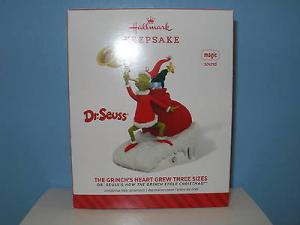 Hallmark
KEEPSAKE
magic
sound
Dr. Seuss
THE GRINCH'S HEART GREW THREE SIZES
DR. SEUSS'S HOW THE GRINCH STOLE CHRISTMAS!